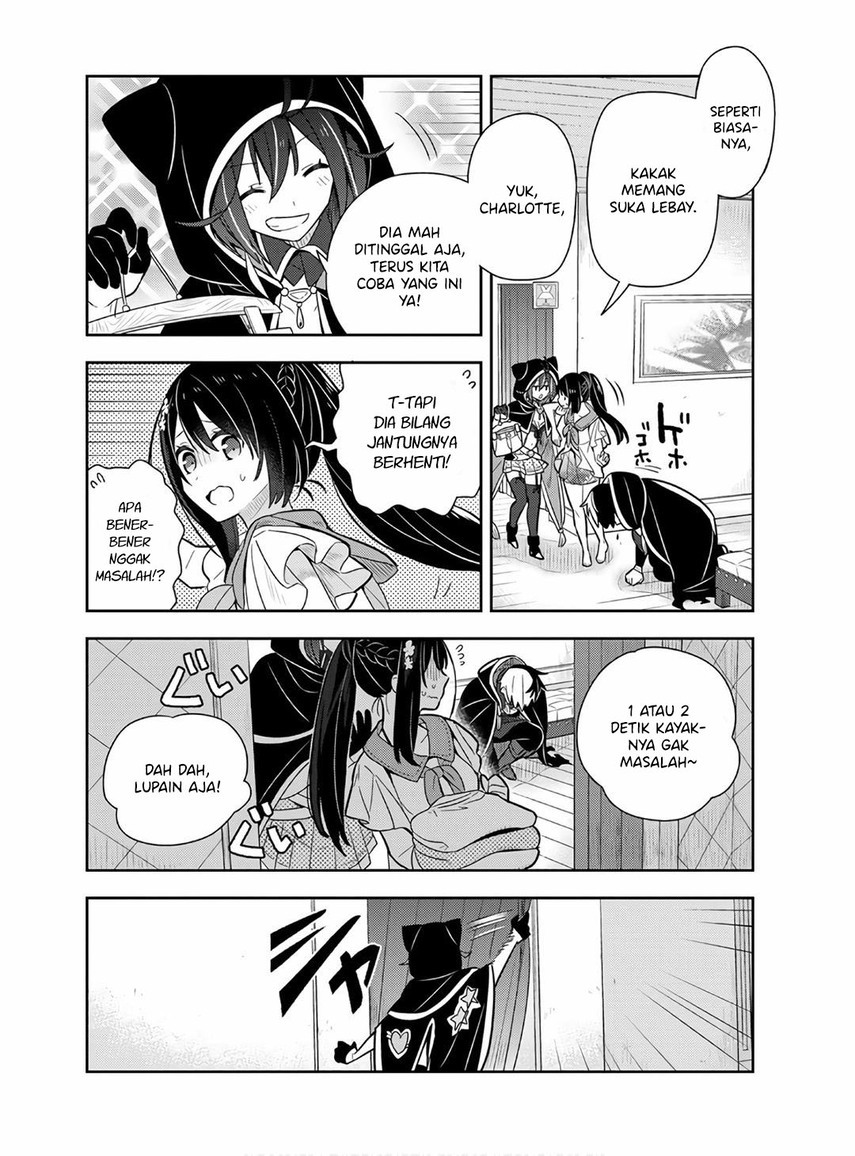 SEPERTI
BIASA-
NYA,
KAKAK
MEMANG
SUKA LEBAY.
ゲホ
ゴホ
YUK,
CHARLOTTE,
DIA MAH
DITINGGAL AJA,
TERUS KITA
COBA YANG INI
YA!
T-TAPI
DIA BILANG
JANTUNGNYA
BERHENTI!
APA
BENER-
BENER
NGGAK
MASALAH!?
1 ATAU 2
DETIK KAYAK-
NYA GAK
MASALAH~
ぐい
DAH DAH,
LUPAIN AJA!
ぐい
シャ